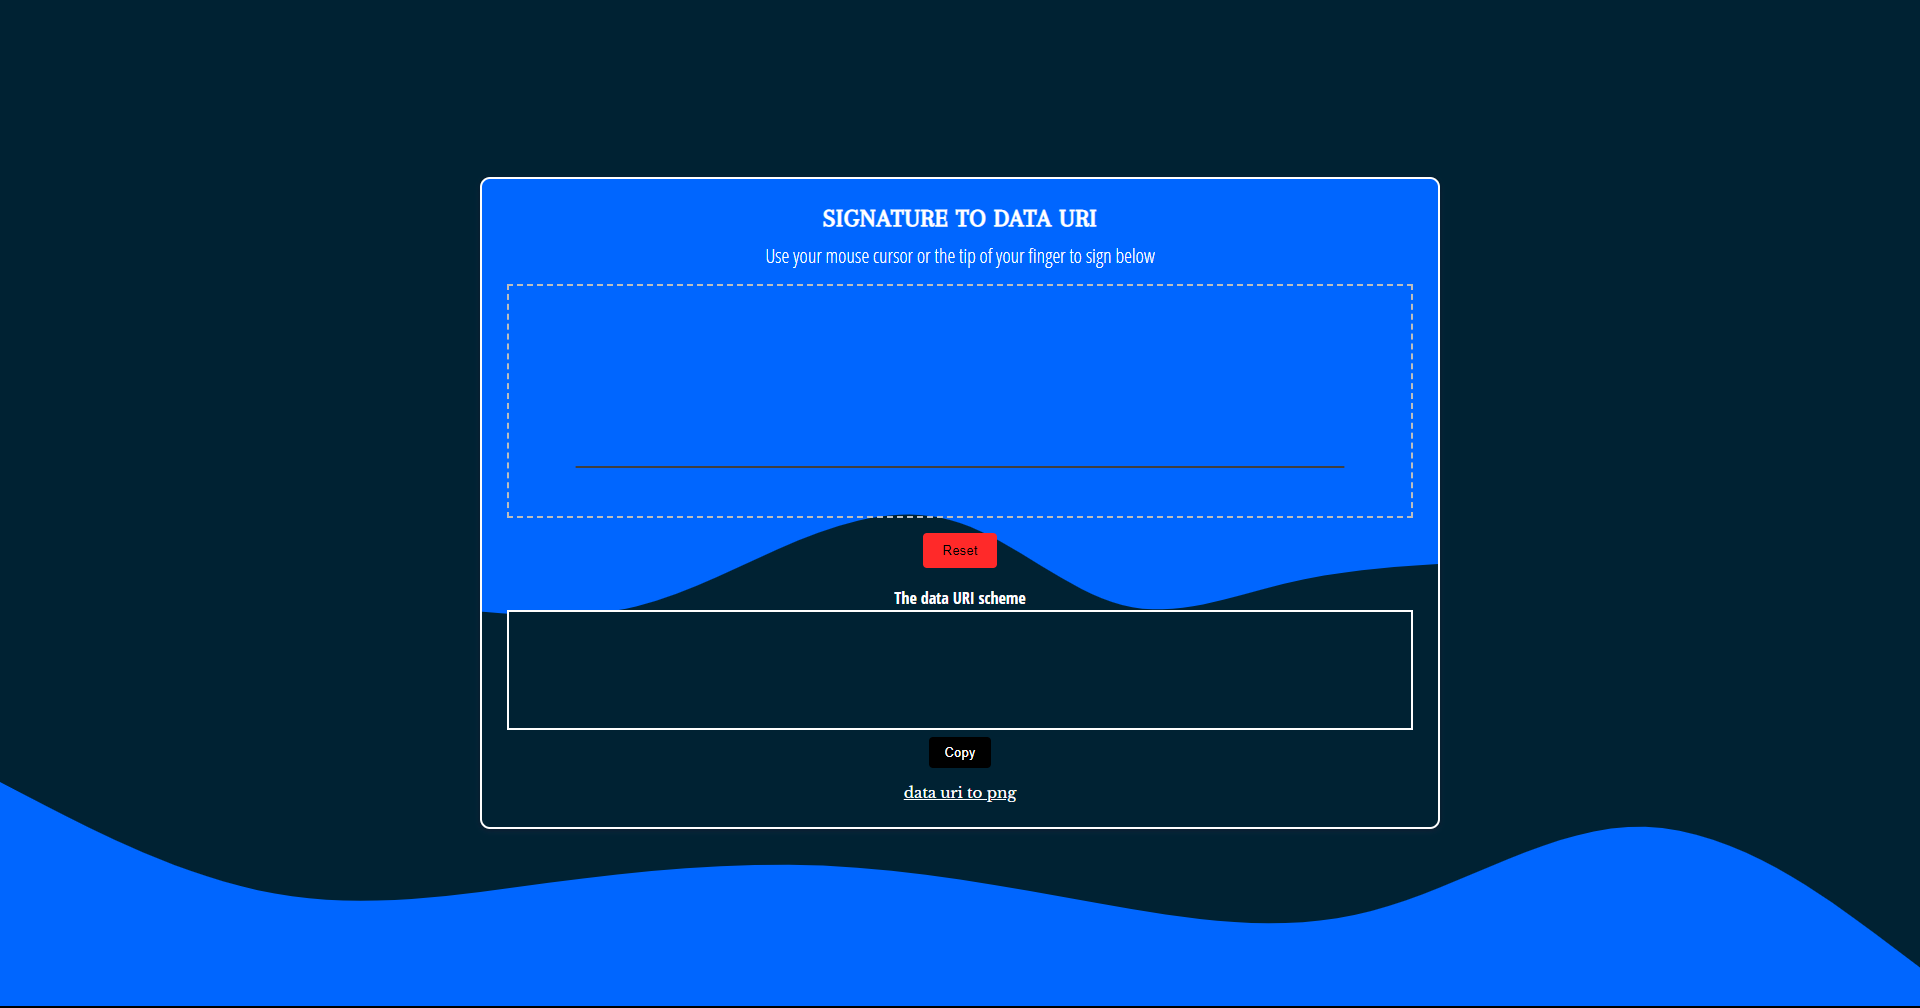 SIGNATURE TO DATA URI
Use your mouse cursor or the tip of your finger to sign below
Reset
The data URI scheme
Copy
data uri to png